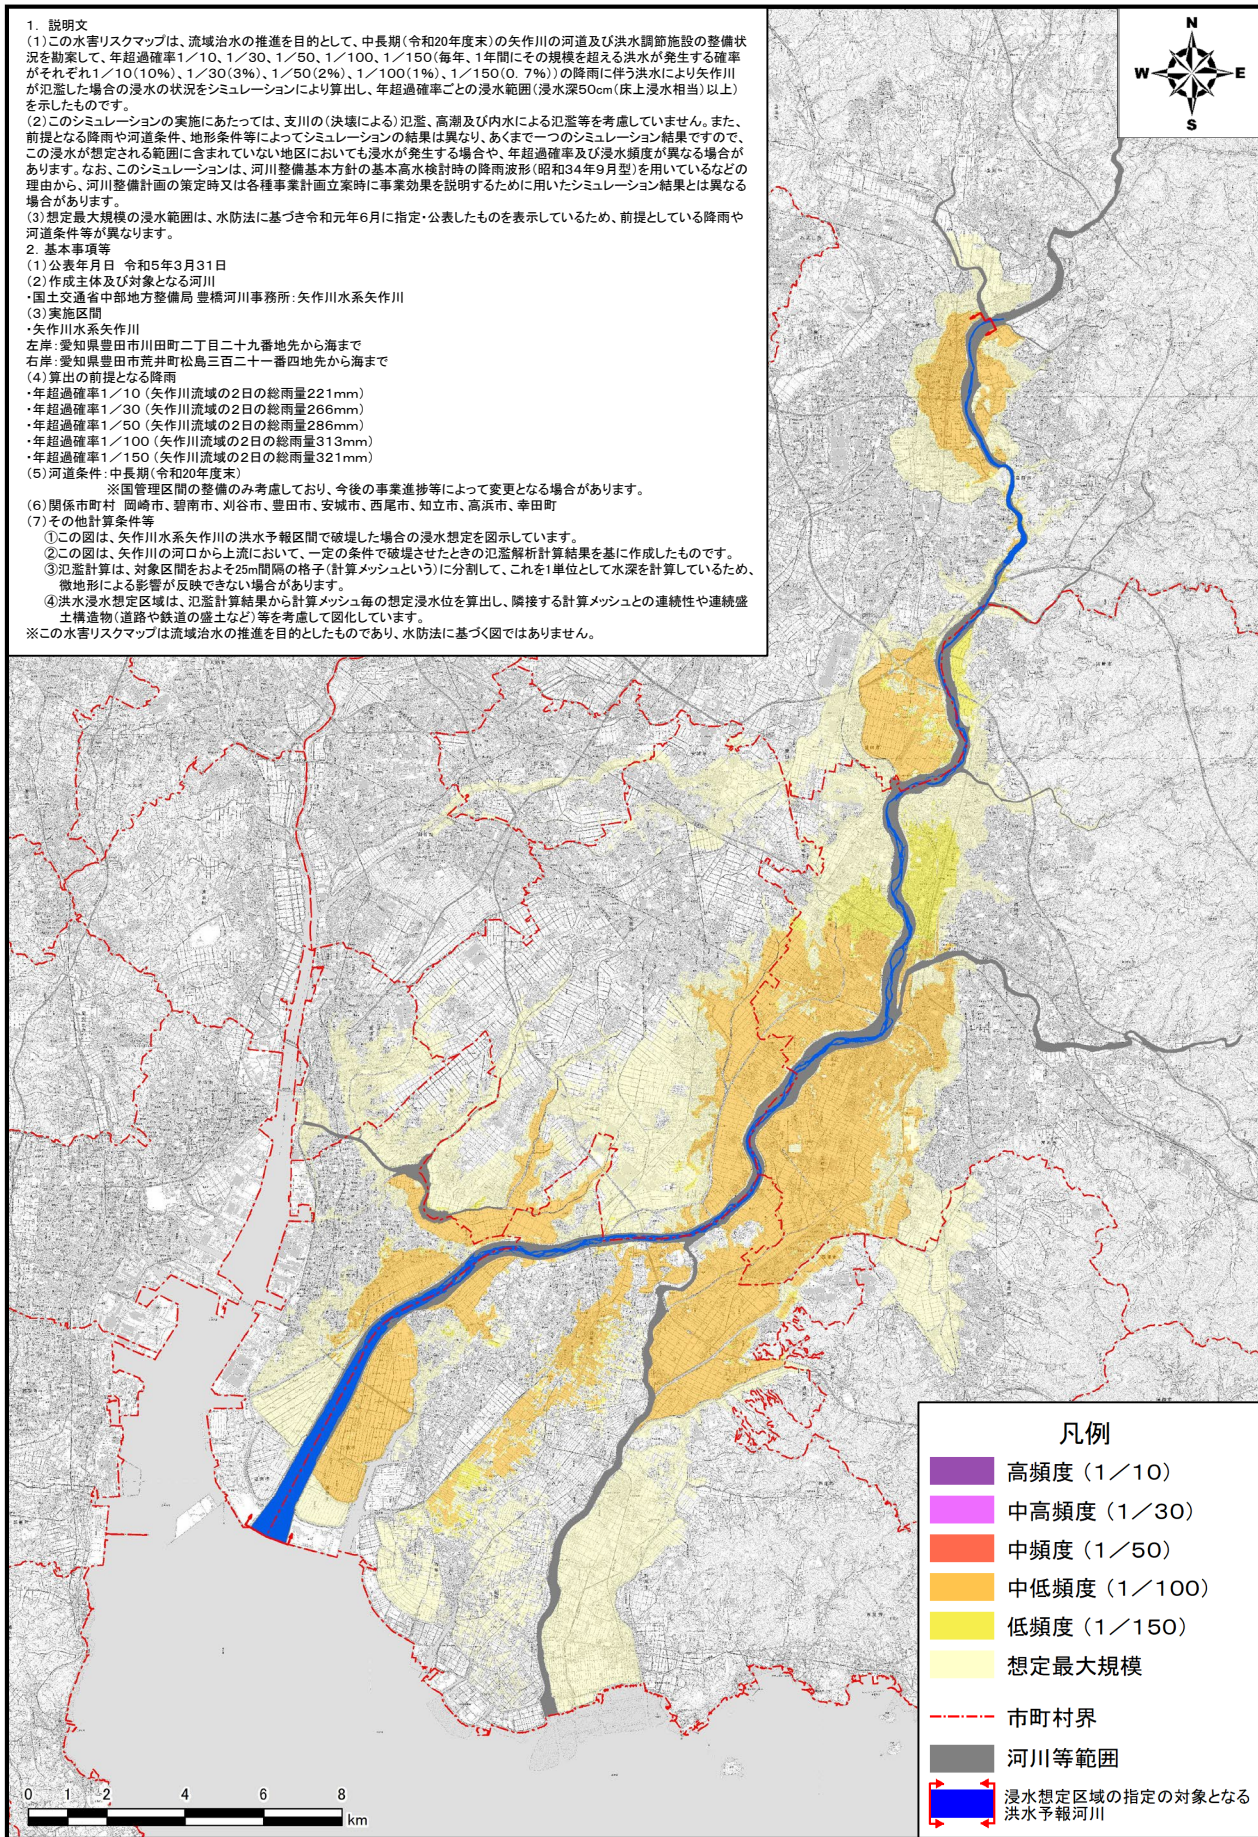 1. 説明文
(1)この水害リスクマップは、流域治水の推進を目的として、中長期(令和20年度末)の矢作川の河道及び洪水調節施設の整備状
況を勘案して、年超過確率1/10、1/30、1/50、1/100、1/150(毎年、1年間にその規模を超える洪水が発生する確率
がそれぞれ1/10(10%)、1/30(3%)、1/50(2%)、1/100(1%)、1/150(0.7%))の降雨に伴う洪水により矢作川
が氾濫した場合の浸水の状況をシミュレーションにより算出し、年超過確率ごとの浸水範囲(浸水深50cm(床上浸水相当)以上)
を示したものです。
(2)このシミュレーションの実施にあたっては、支川の(決壊による)氾濫、高潮及び内水による氾濫等を考慮していません。また、
前提となる降雨や河道条件、地形条件等によってシミュレーションの結果は異なり、あくまで一つのシミュレーション結果ですので、
この浸水が想定される範囲に含まれていない地区においても浸水が発生する場合や、年超過確率及び浸水頻度が異なる場合が
あります。なお、このシミュレーションは、河川整備基本方針の基本高水検討時の降雨波形(昭和34年9月型)を用いているなどの
理由から、河川整備計画の策定時又は各種事業計画立案時に事業効果を説明するために用いたシミュレーション結果とは異なる
場合があります。
(3)想定最大規模の浸水範囲は、水防法に基づき令和元年6月に指定・公表したものを表示しているため、前提としている降雨や
河道条件等が異なります。
2. 基本事項等
(1)公表年月日 令和5年3月31日
(2)作成主体及び対象となる河川
・国土交通省中部地方整備局 豊橋河川事務所:矢作川水系矢作川
(3)実施区間
・矢作川水系矢作川
左岸:愛知県豊田市川田町二丁目二十九番地先から海まで
右岸:愛知県豊田市荒井町松島三百二十一番四地先から海まで
(4)算出の前提となる降雨
・年超過確率1/10 (矢作川流域の2日の総雨量221mm)
・年超過確率1/30 (矢作川流域の2日の総雨量266mm)
・年超過確率1/50 (矢作川流域の2日の総雨量286mm)
・年超過確率1/100 (矢作川流域の2日の総雨量313mm)
・年超過確率1/150 (矢作川流域の2日の総雨量321mm)
(5)河道条件:中長期(令和20年度末)
※国管理区間の整備のみ考慮しており、今後の事業進捗等によって変更となる場合があります。
(6)関係市町村 岡崎市、碧南市、刈谷市、豊田市、安城市、西尾市、知立市、高浜市、幸田町
(7)その他計算条件等
①この図は、矢作川水系矢作川の洪水予報区間で破堤した場合の浸水想定を図示しています。
②この図は、矢作川の河口から上流において、一定の条件で破堤させたときの氾濫解析計算結果を基に作成したものです。
③氾濫計算は、対象区間をおよそ25m間隔の格子(計算メッシュという)に分割して、これを1単位として水深を計算しているため、
微地形による影響が反映できない場合があります。
④洪水浸水想定区域は、氾濫計算結果から計算メッシュ毎の想定浸水位を算出し、隣接する計算メッシュとの連続性や連続盛
土構造物(道路や鉄道の盛土など)等を考慮して図化しています。
※この水害リスクマップは流域治水の推進を目的としたものであり、水防法に基づく図ではありません。
N
W E
S
凡例
高頻度(1/10)
中高頻度(1/30)
中頻度(1/50)
中低頻度(1/100)
低頻度(1/150)
想定最大規模
市町村界
河川等範囲
浸水想定区域の指定の対象となる
洪水予報河川
0 1 2 4 6 8
km